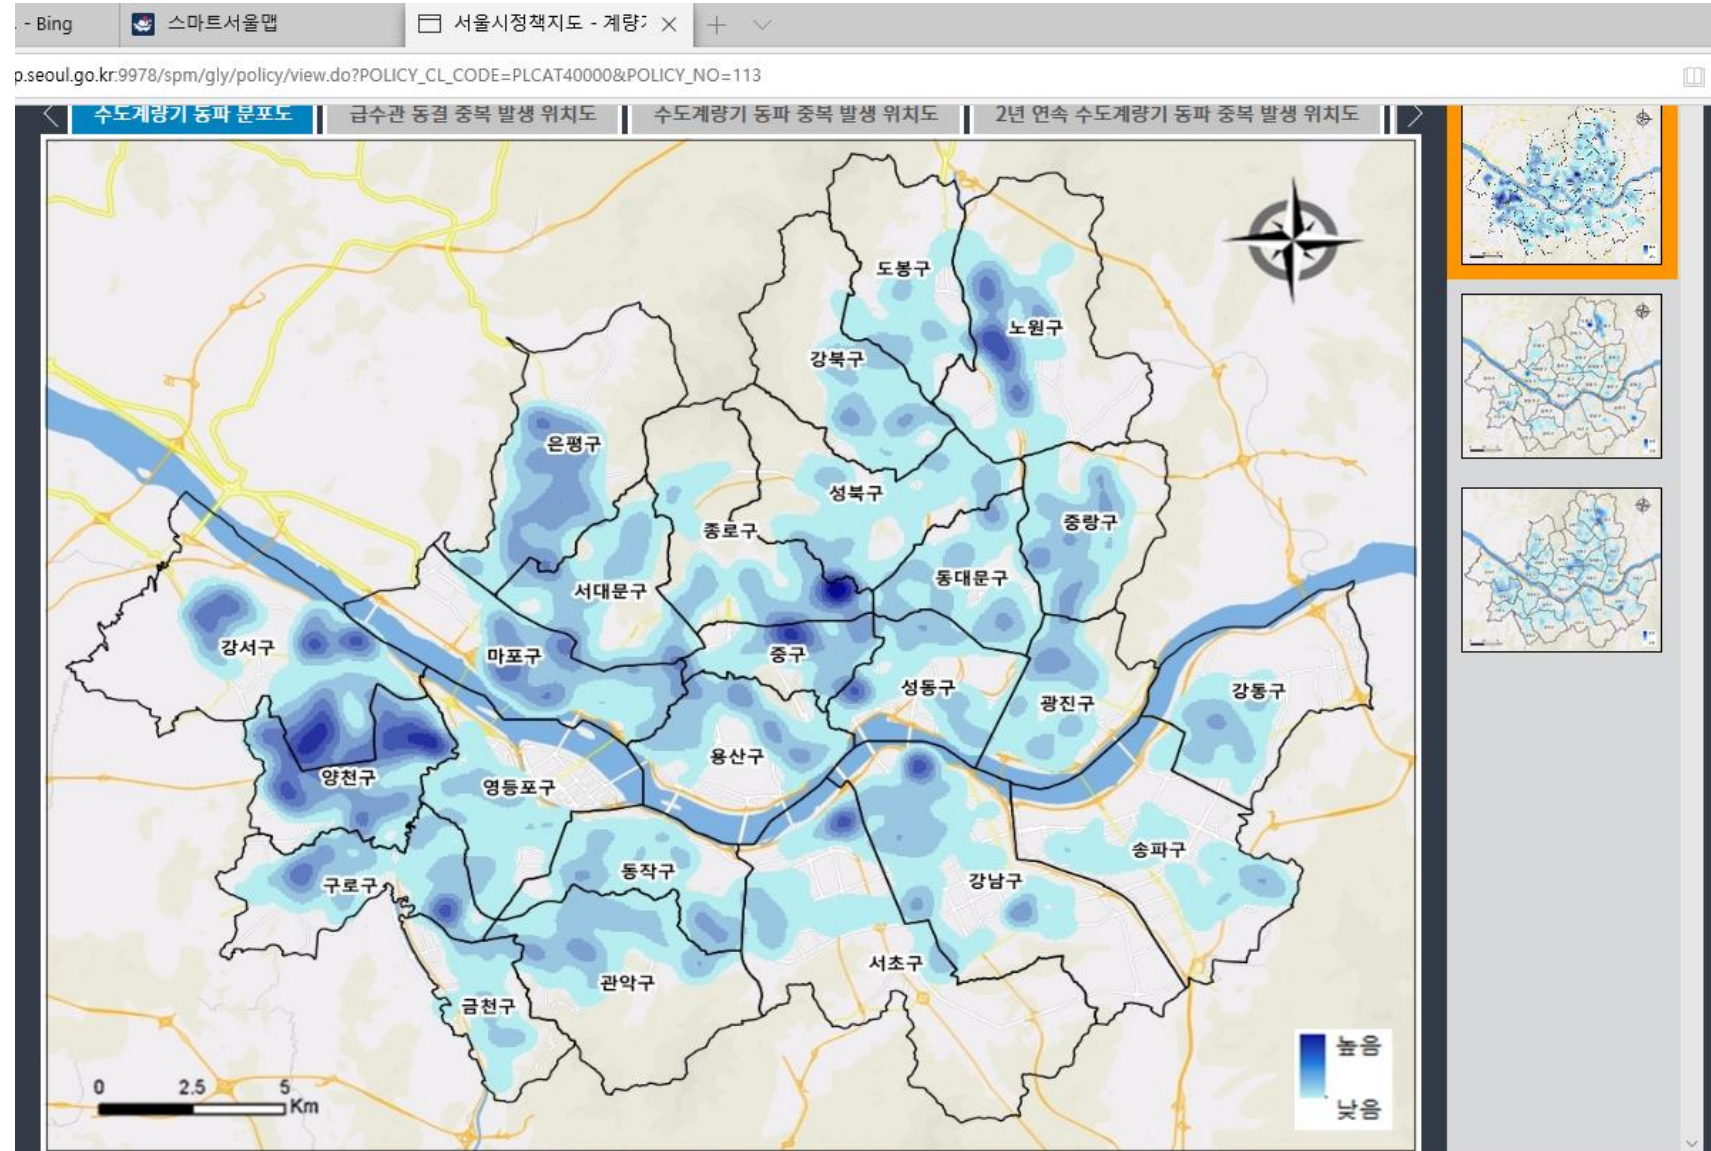 - Bing
스마트서울맵
서울시정책지도 - 계량
p.seoul.go.kr:9978/spm/gly/policy/view.do?POLICY_CL_CODE=PLCAT40000&POLICY_NO=113
수도계량기 동파 분포도
급수관 동결 중복 발생 위치도
수도계량기 동파 중복 발생 위치도
2년 연속 수도계량기 동파 중복 발생 위치도
도봉구
노원구
강북구
은평구
성북구
중랑구
종로구
동대문구
서대문구
강서구
마포구
중구
성동구
강동구
광진구
용산구
양천구
영등포구
송파구
동작구
강남구
구로구
서초구
관악구
금천구
높음
낮음
0 2.5 5
Km